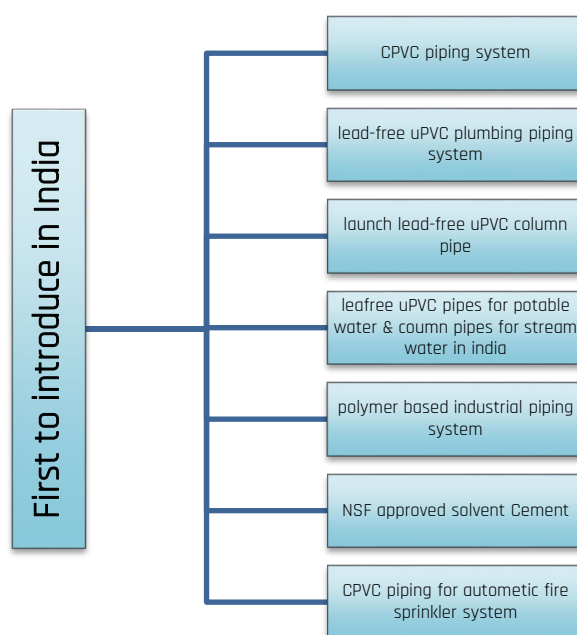 First to introduce in India
CPVC piping system
lead-free uPVC plumbing piping
system
launch lead-free uPVC column
pipe
leafree uPVC pipes for potable
water & coumn pipes for stream
water in india
polymer based industrial piping
system
NSF approved solvent Cement
CPVC piping for autometic fire
sprinkler system